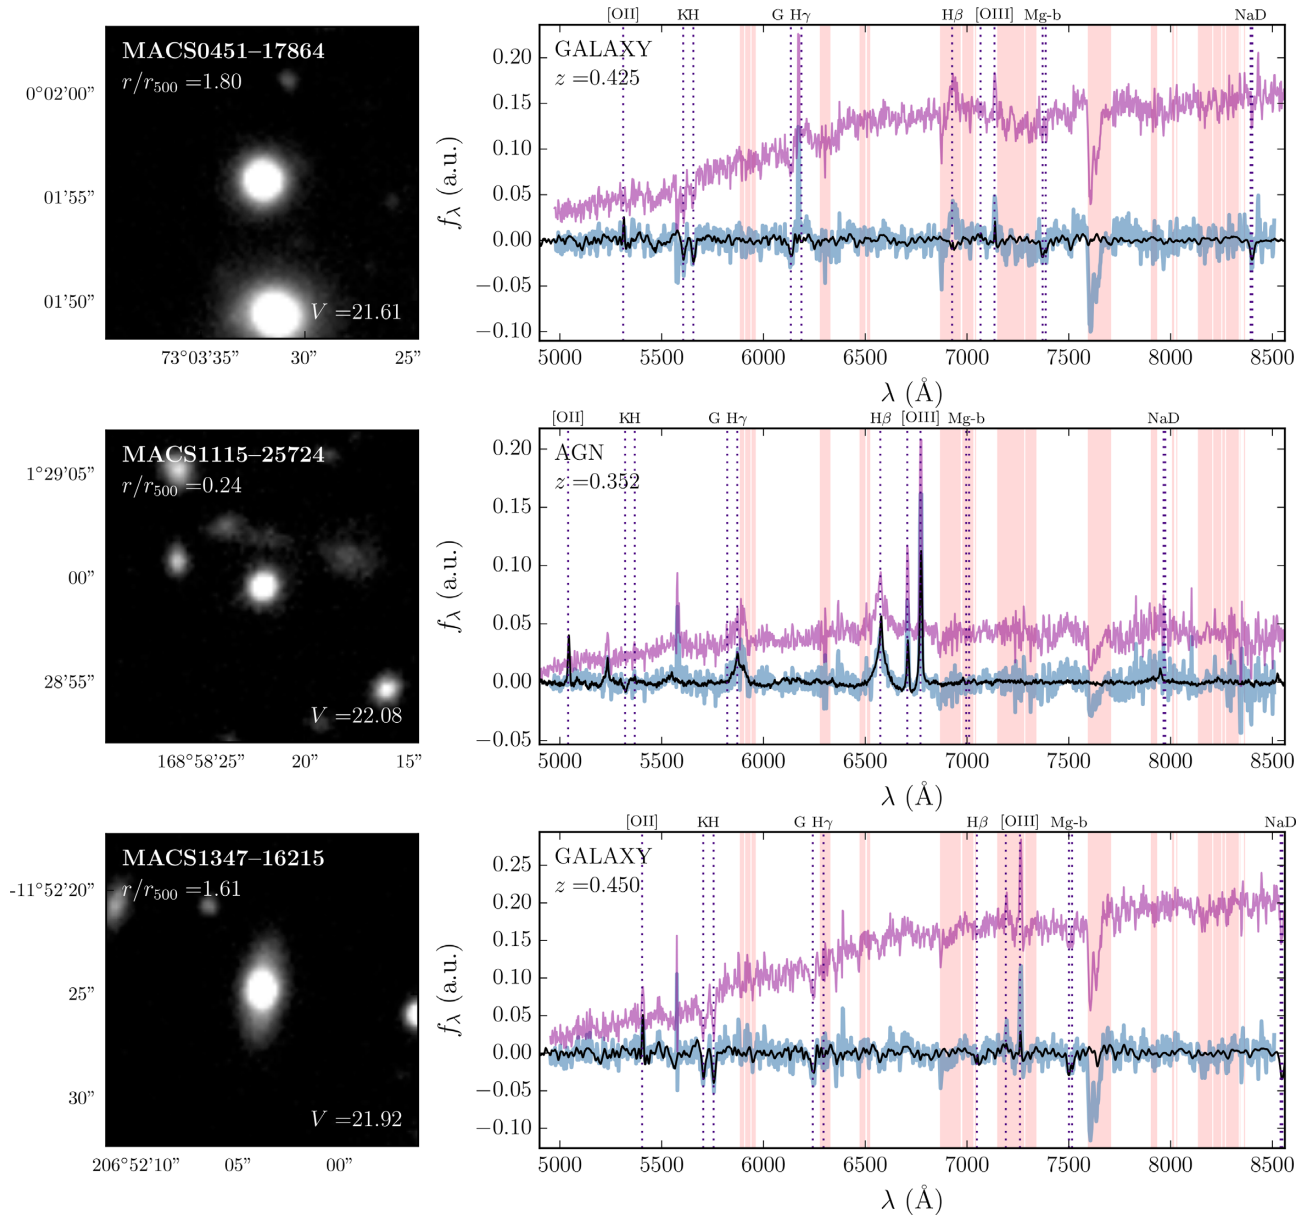 MACS0451–17864
r/r500 =1.80
V =21.61
0°02'00"
01'55"
01'50"
73°03'35" 30" 25"
[OII] KH G Hγ Hβ [OIII] Mg-b NaD
GALAXY
z =0.425
fλ (a.u.)
0.20
0.15
0.10
0.05
0.00
−0.05
−0.10
5000 5500 6000 6500 7000 7500 8000 8500
λ (Å)
MACS1115–25724
r/r500 =0.24
V =22.08
1°29'05"
00"
28'55"
168°58'25" 20" 15"
[OII] KH G Hγ Hβ [OIII] Mg-b NaD
AGN
z =0.352
fλ (a.u.)
0.20
0.15
0.10
0.05
0.00
−0.05
5000 5500 6000 6500 7000 7500 8000 8500
λ (Å)
MACS1347–16215
r/r500 =1.61
V =21.92
-11°52'20"
25"
30"
206°52'10" 05" 00"
[OII] KH G Hγ Hβ [OIII] Mg-b NaD
GALAXY
z =0.450
fλ (a.u.)
0.25
0.20
0.15
0.10
0.05
0.00
−0.05
−0.10
5000 5500 6000 6500 7000 7500 8000 8500
λ (Å)